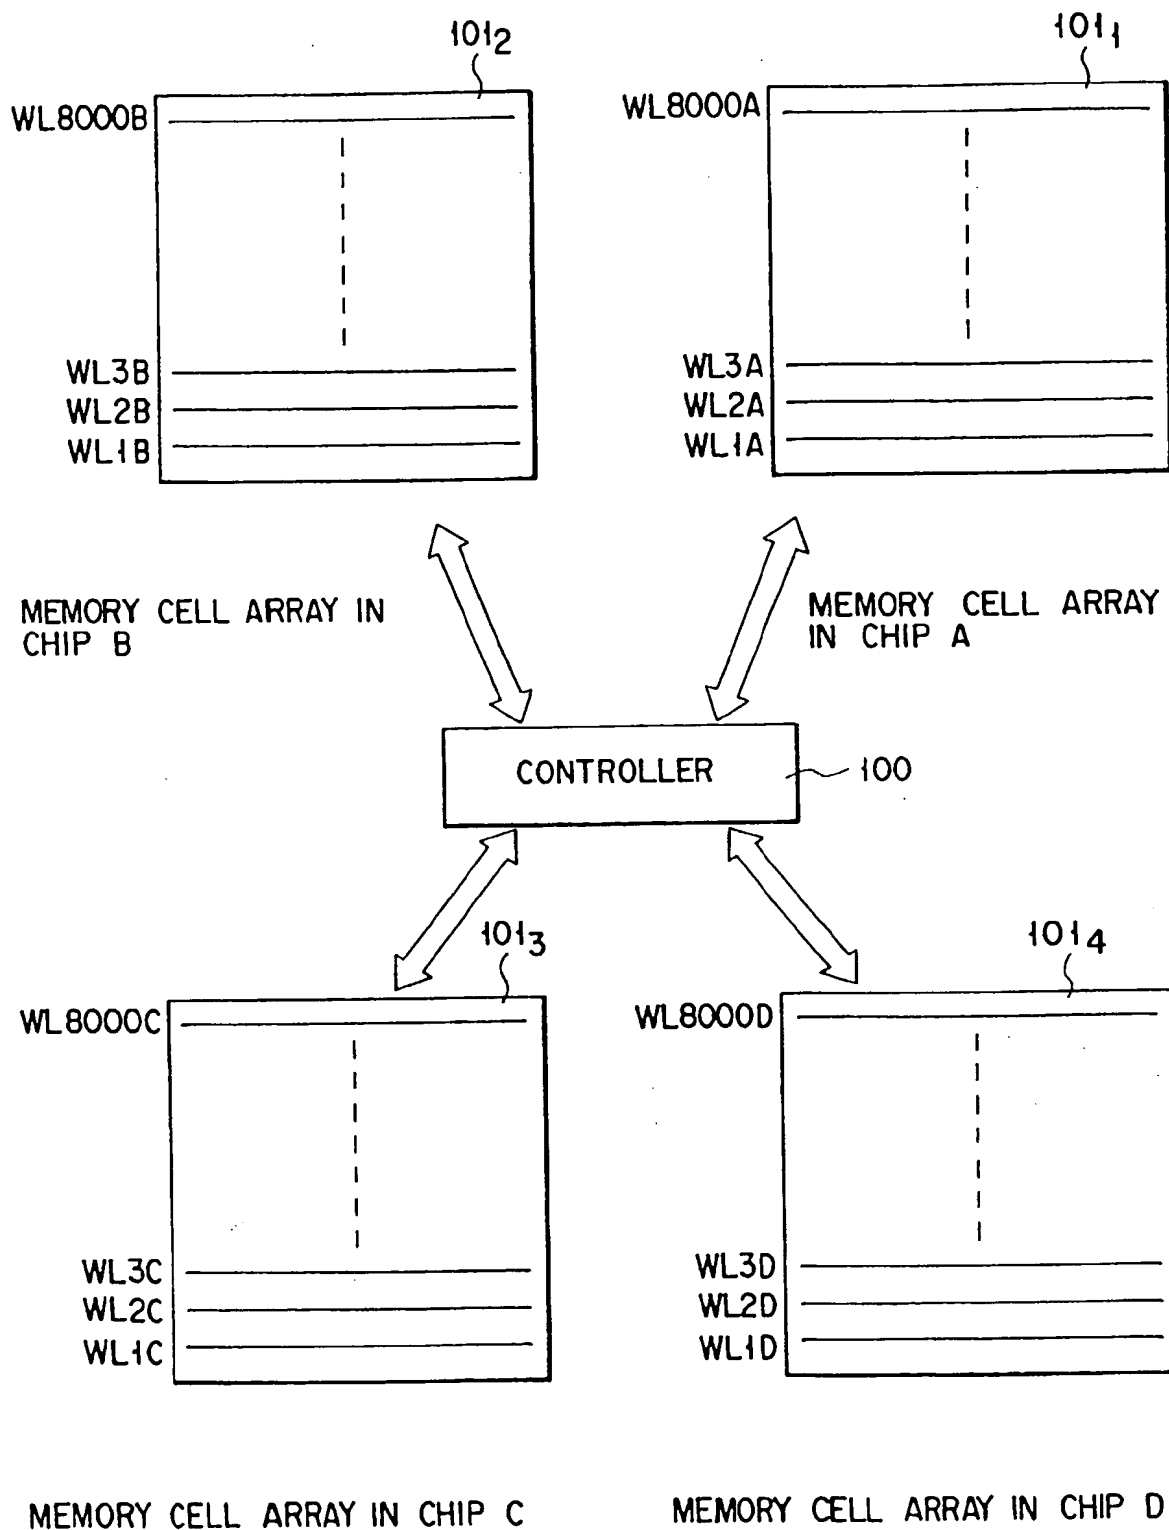 101₂
WL8000B
WL3B
WL2B
WL1B
MEMORY CELL ARRAY IN
CHIP B
101₁
WL8000A
WL3A
WL2A
WL1A
MEMORY CELL ARRAY
IN CHIP A
CONTROLLER
100
101₃
WL8000C
WL3C
WL2C
WL1C
MEMORY CELL ARRAY IN CHIP C
101₄
WL8000D
WL3D
WL2D
WL1D
MEMORY CELL ARRAY IN CHIP D